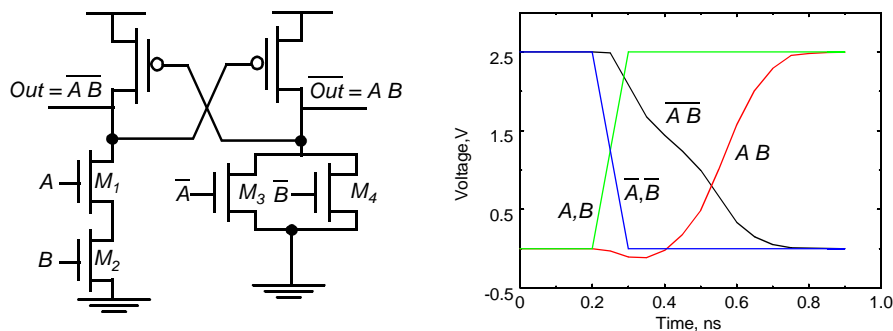 Out = A̅ B̅
O̅u̅t̅ = A B
A
M1
B
M2
A̅
M3
B̅
M4
Voltage,V
2.5
1.5
0.5
-0.5
A̅ B̅
A B
A,B
A̅,B̅
0
0.2
0.4
0.6
0.8
1.0
Time, ns